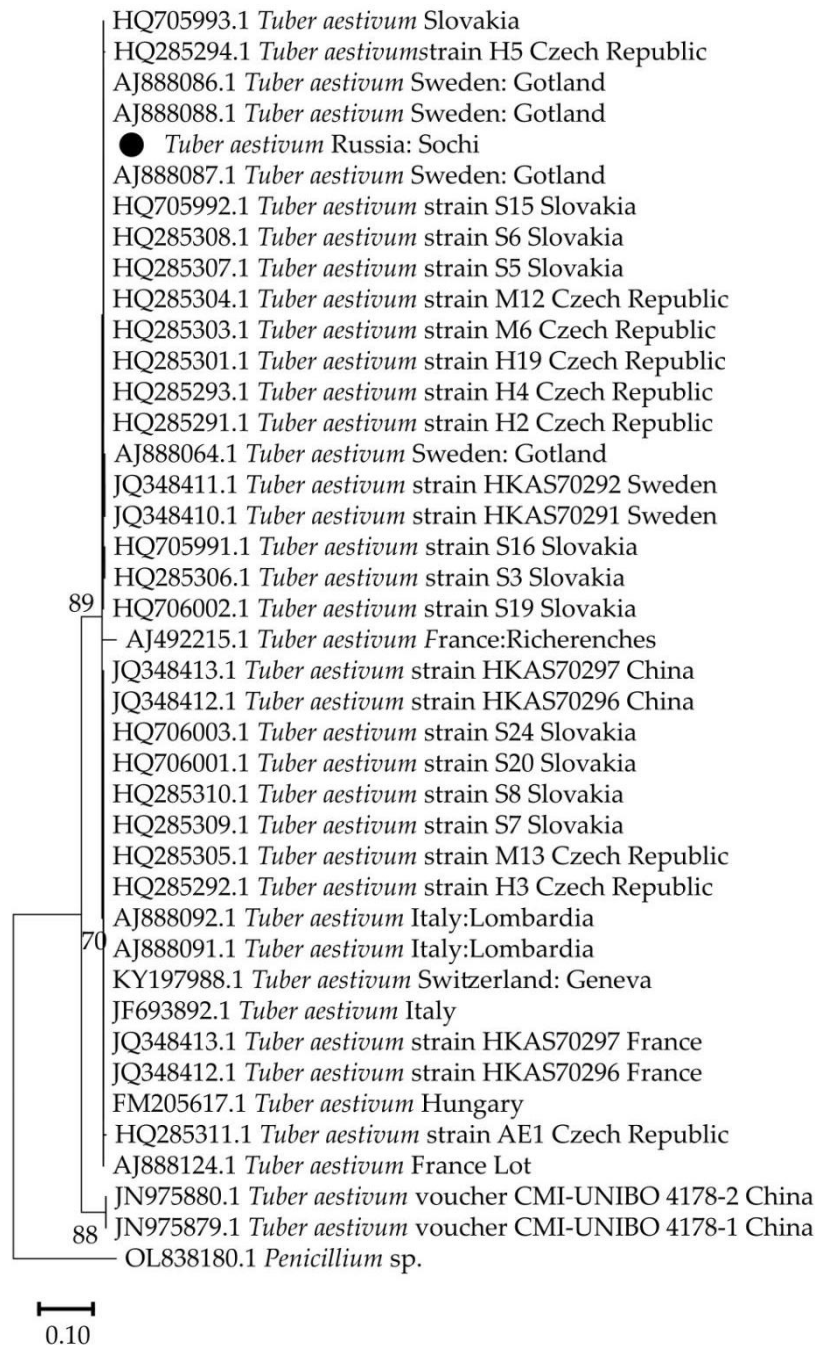 HQ705993.1 Tuber aestivum Slovakia
HQ285294.1 Tuber aestivumstrain H5 Czech Republic
AJ888086.1 Tuber aestivum Sweden: Gotland
AJ888088.1 Tuber aestivum Sweden: Gotland
Tuber aestivum Russia: Sochi
AJ888087.1 Tuber aestivum Sweden: Gotland
HQ705992.1 Tuber aestivum strain S15 Slovakia
HQ285308.1 Tuber aestivum strain S6 Slovakia
HQ285307.1 Tuber aestivum strain S5 Slovakia
HQ285304.1 Tuber aestivum strain M12 Czech Republic
HQ285303.1 Tuber aestivum strain M6 Czech Republic
HQ285301.1 Tuber aestivum strain H19 Czech Republic
HQ285293.1 Tuber aestivum strain H4 Czech Republic
HQ285291.1 Tuber aestivum strain H2 Czech Republic
AJ888064.1 Tuber aestivum Sweden: Gotland
JQ348411.1 Tuber aestivum strain HKAS70292 Sweden
JQ348410.1 Tuber aestivum strain HKAS70291 Sweden
HQ705991.1 Tuber aestivum strain S16 Slovakia
HQ285306.1 Tuber aestivum strain S3 Slovakia
89 HQ706002.1 Tuber aestivum strain S19 Slovakia
AJ492215.1 Tuber aestivum France:Richerenches
JQ348413.1 Tuber aestivum strain HKAS70297 China
JQ348412.1 Tuber aestivum strain HKAS70296 China
HQ706003.1 Tuber aestivum strain S24 Slovakia
HQ706001.1 Tuber aestivum strain S20 Slovakia
HQ285310.1 Tuber aestivum strain S8 Slovakia
HQ285309.1 Tuber aestivum strain S7 Slovakia
HQ285305.1 Tuber aestivum strain M13 Czech Republic
HQ285292.1 Tuber aestivum strain H3 Czech Republic
AJ888092.1 Tuber aestivum Italy:Lombardia
70 AJ888091.1 Tuber aestivum Italy:Lombardia
KY197988.1 Tuber aestivum Switzerland: Geneva
JF693892.1 Tuber aestivum Italy
JQ348413.1 Tuber aestivum strain HKAS70297 France
JQ348412.1 Tuber aestivum strain HKAS70296 France
FM205617.1 Tuber aestivum Hungary
HQ285311.1 Tuber aestivum strain AE1 Czech Republic
AJ888124.1 Tuber aestivum France Lot
JN975880.1 Tuber aestivum voucher CMI-UNIBO 4178-2 China
88 JN975879.1 Tuber aestivum voucher CMI-UNIBO 4178-1 China
OL838180.1 Penicillium sp.
0.10